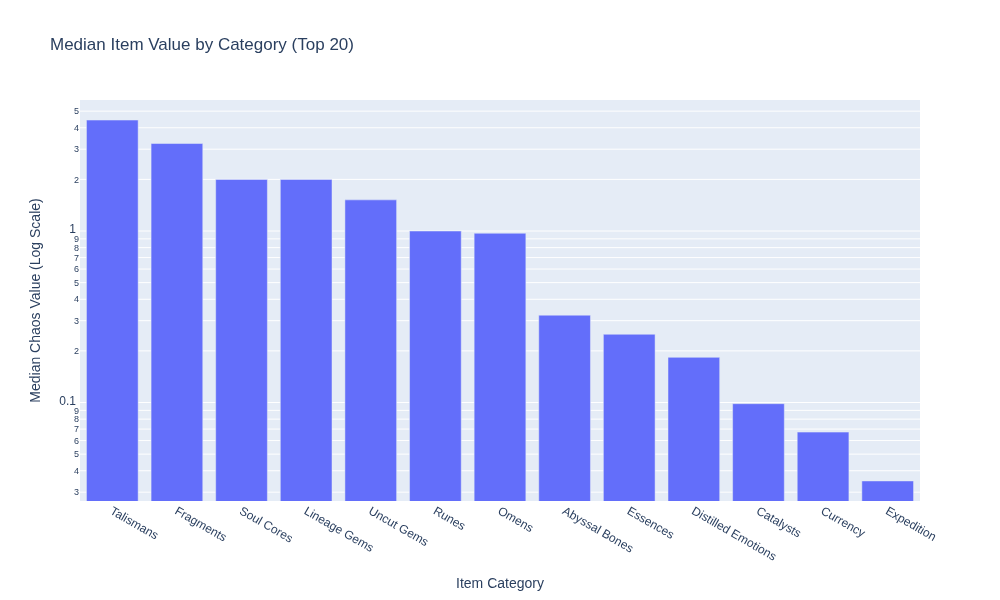 Median Item Value by Category (Top 20)
Median Chaos Value (Log Scale)
5
4
3
2
1
9
8
7
6
5
4
3
2
0.1
9
8
7
6
5
4
3
Talismans
Fragments
Soul Cores
Lineage Gems
Uncut Gems
Runes
Omens
Abyssal Bones
Essences
Distilled Emotions
Catalysts
Currency
Expedition
Item Category